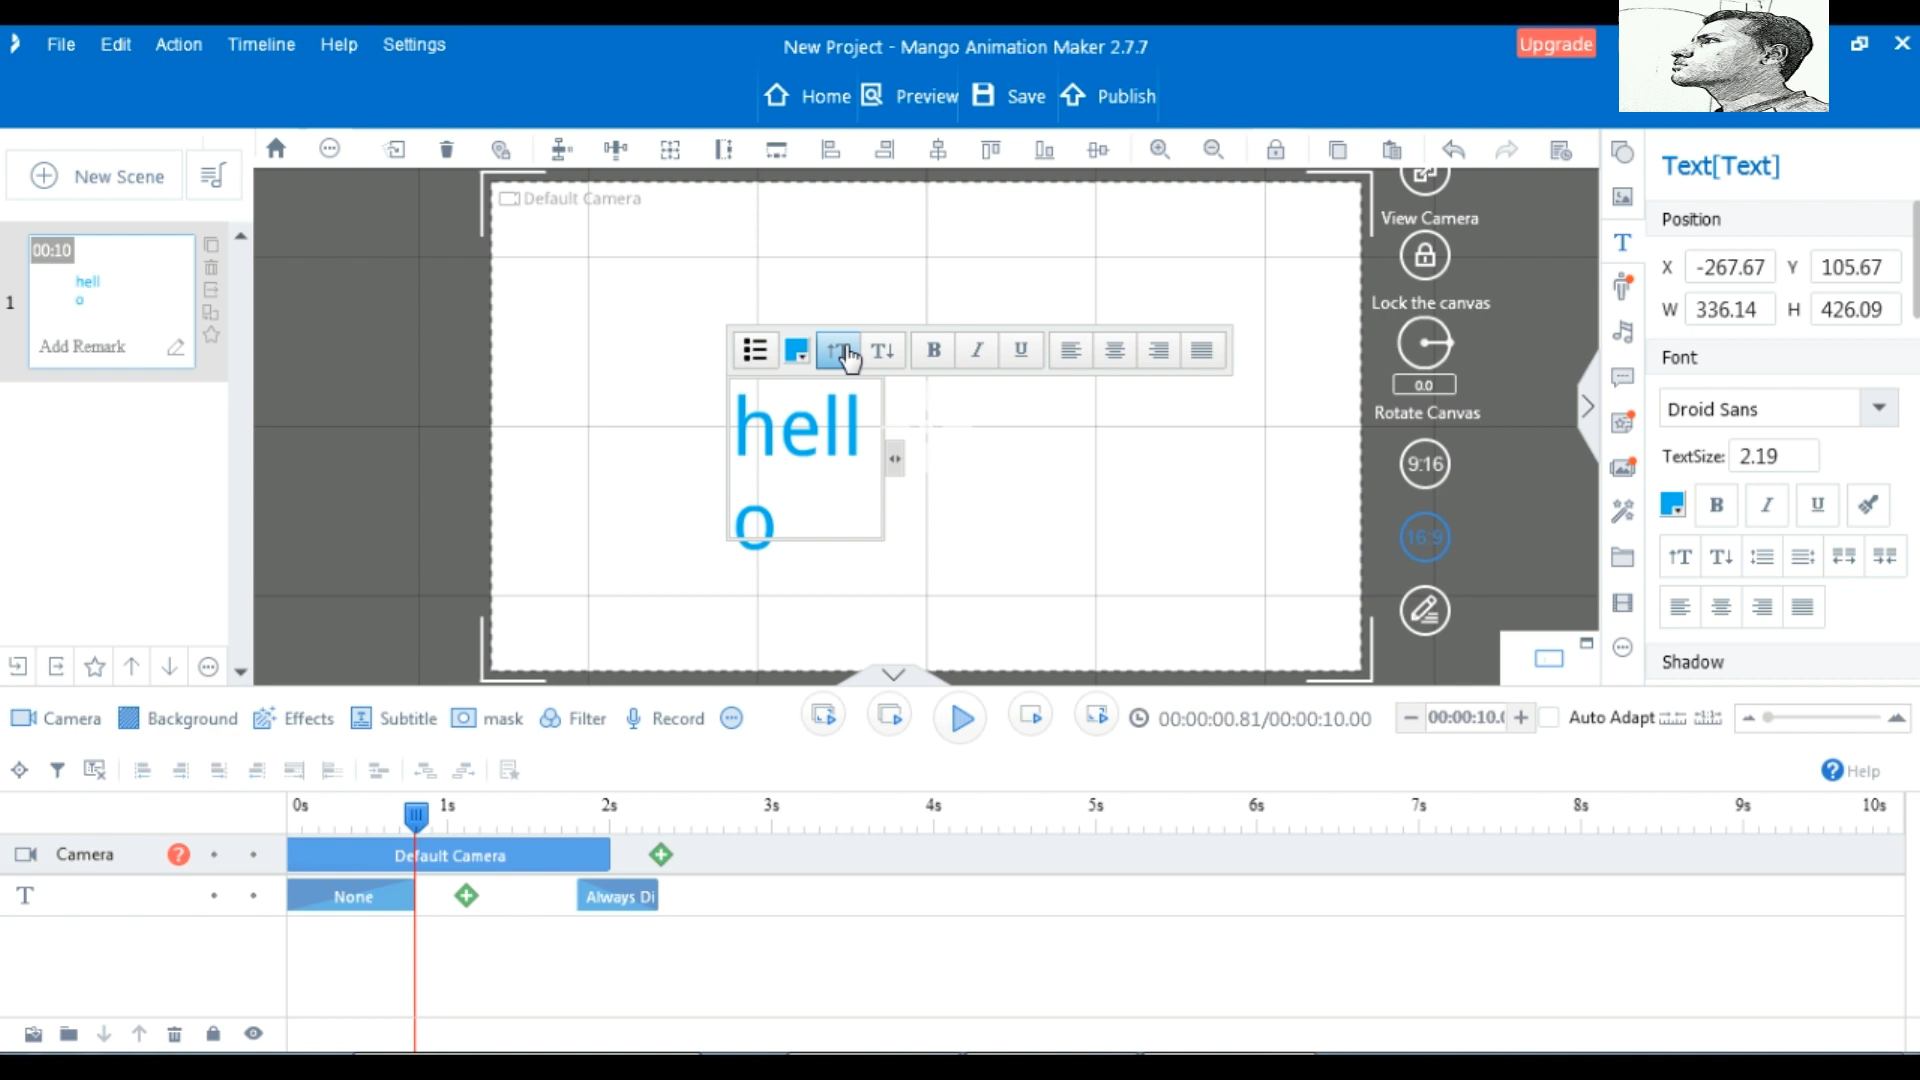 File Edit Action Timeline Help Settings
New Project - Mango Animation Maker 2.7.7
Upgrade
Home Preview Save Publish
New Scene
Text[Text]
Default Camera
Position
View Camera
00:10
X -267.67 Y 105.67
hell
o
1
Lock the canvas
W 336.14 H 426.09
Add Remark
Font
↑T T↓ B I U
0.0
Rotate Canvas
Droid Sans
hell
o
TextSize: 2.19
9:16
B I U
16:9
↑T T↓
Shadow
Camera Background Effects Subtitle mask Filter Record
00:00:00.81/00:00:10.00
00:00:10.0
Auto Adapt
Help
0s 1s 2s 3s 4s 5s 6s 7s 8s 9s 10s
Camera ? Default Camera
T None Always Di